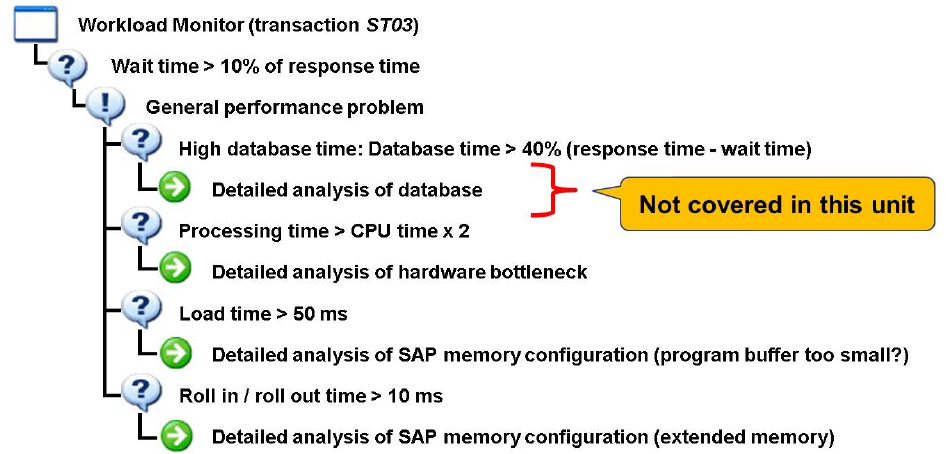 Workload Monitor (transaction ST03)
Wait time > 10% of response time
General performance problem
High database time: Database time > 40% (response time - wait time)
Detailed analysis of database
Not covered in this unit
Processing time > CPU time x 2
Detailed analysis of hardware bottleneck
Load time > 50 ms
Detailed analysis of SAP memory configuration (program buffer too small?)
Roll in / roll out time > 10 ms
Detailed analysis of SAP memory configuration (extended memory)